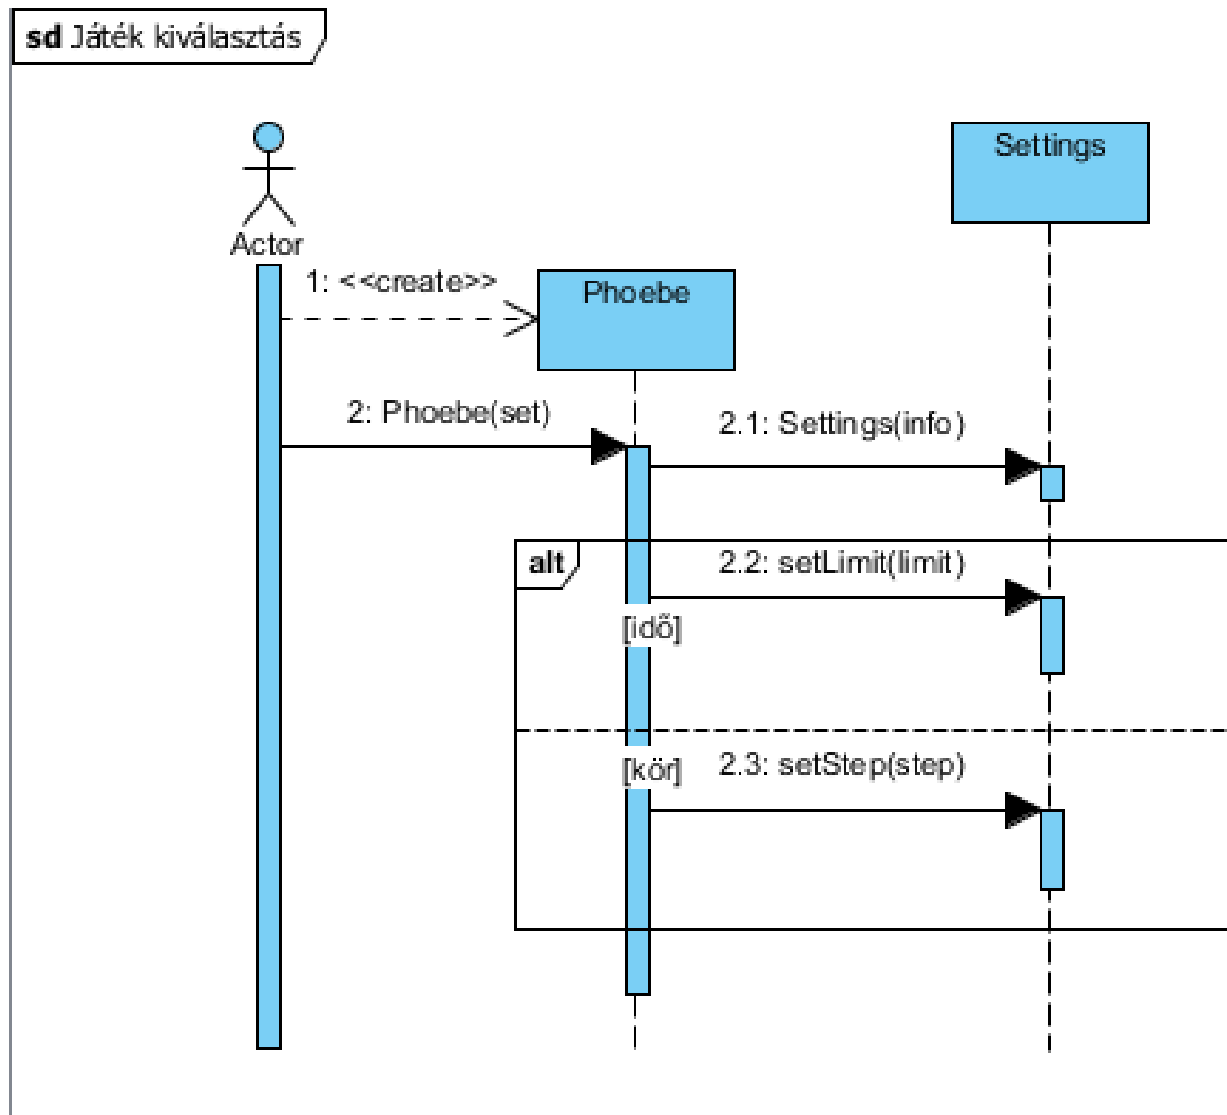 sd Játék kiválasztás
Settings
Actor
1: <<create>>
Phoebe
2: Phoebe(set)
2.1: Settings(info)
alt
2.2: setLimit(limit)
[idő]
[kör]
2.3: setStep(step)